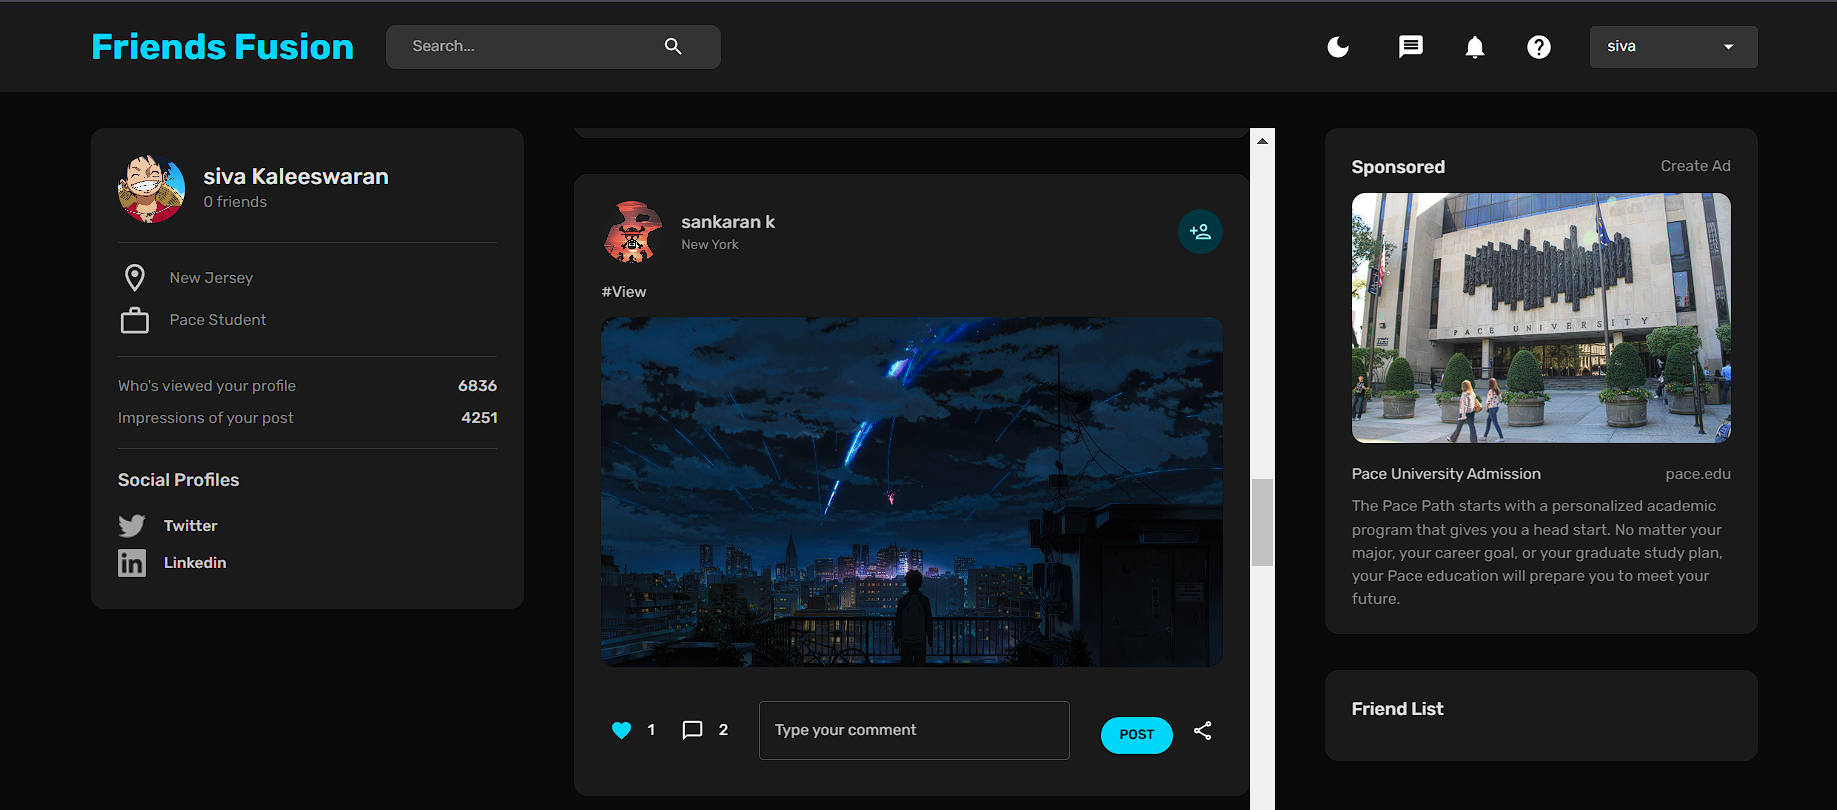 Friends Fusion
Search...
siva
siva Kaleeswaran
0 friends
New Jersey
Pace Student
Who's viewed your profile 6836
Impressions of your post 4251
Social Profiles
Twitter
Linkedin
sankaran k
New York
#View
1
2
Type your comment
POST
Sponsored Create Ad
PACE UNIVERSITY
Pace University Admission pace.edu
The Pace Path starts with a personalized academic
program that gives you a head start. No matter your
major, your career goal, or your graduate study plan,
your Pace education will prepare you to meet your
future.
Friend List